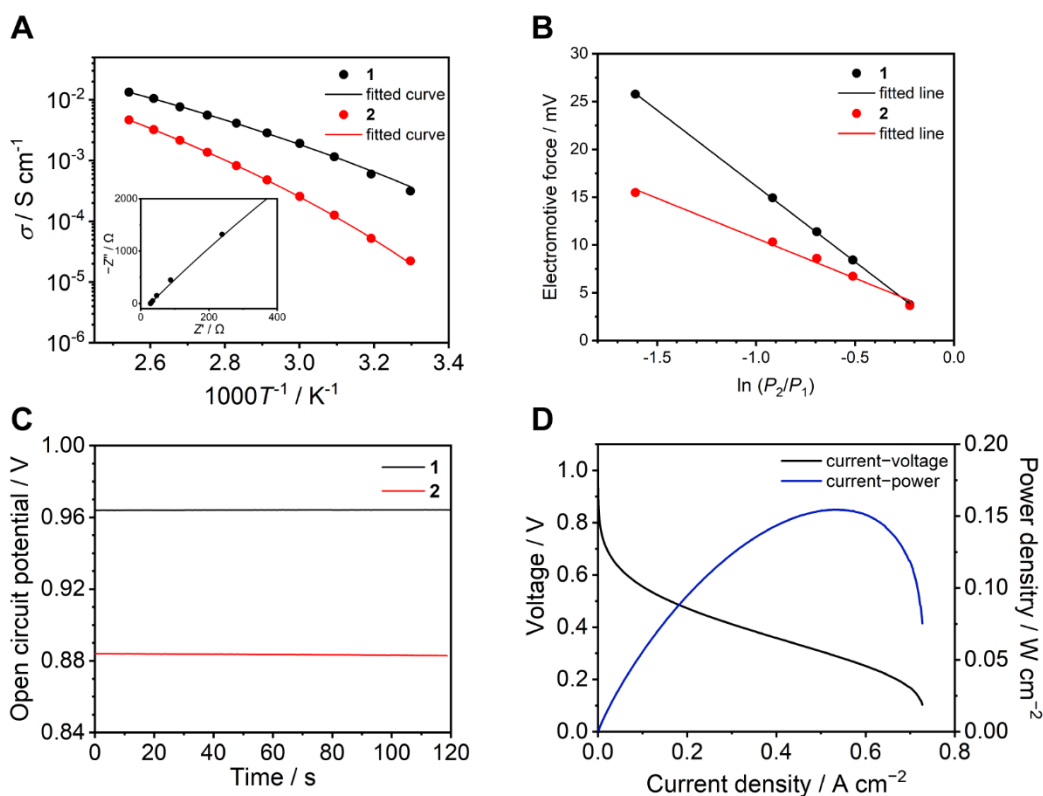 A
σ / S cm⁻¹
10⁻²
10⁻³
10⁻⁴
10⁻⁵
10⁻⁶
1
fitted curve
2
fitted curve
−Z'' / Ω
2000
1000
0
0 200 400
Z' / Ω
2.6 2.8 3.0 3.2 3.4
1000T⁻¹ / K⁻¹
B
Electromotive force / mV
30
25
20
15
10
5
0
1
fitted line
2
fitted line
-1.5 -1.0 -0.5 0.0
ln (P₂/P₁)
C
Open circuit potential / V
1.00
0.96
0.92
0.88
0.84
1
2
0 20 40 60 80 100 120
Time / s
D
Voltage / V
1.0
0.8
0.6
0.4
0.2
0.0
current−voltage
current−power
0.20
0.15
0.10
0.05
0.00
Power densitry / W cm⁻²
0.0 0.2 0.4 0.6 0.8
Current density / A cm⁻²